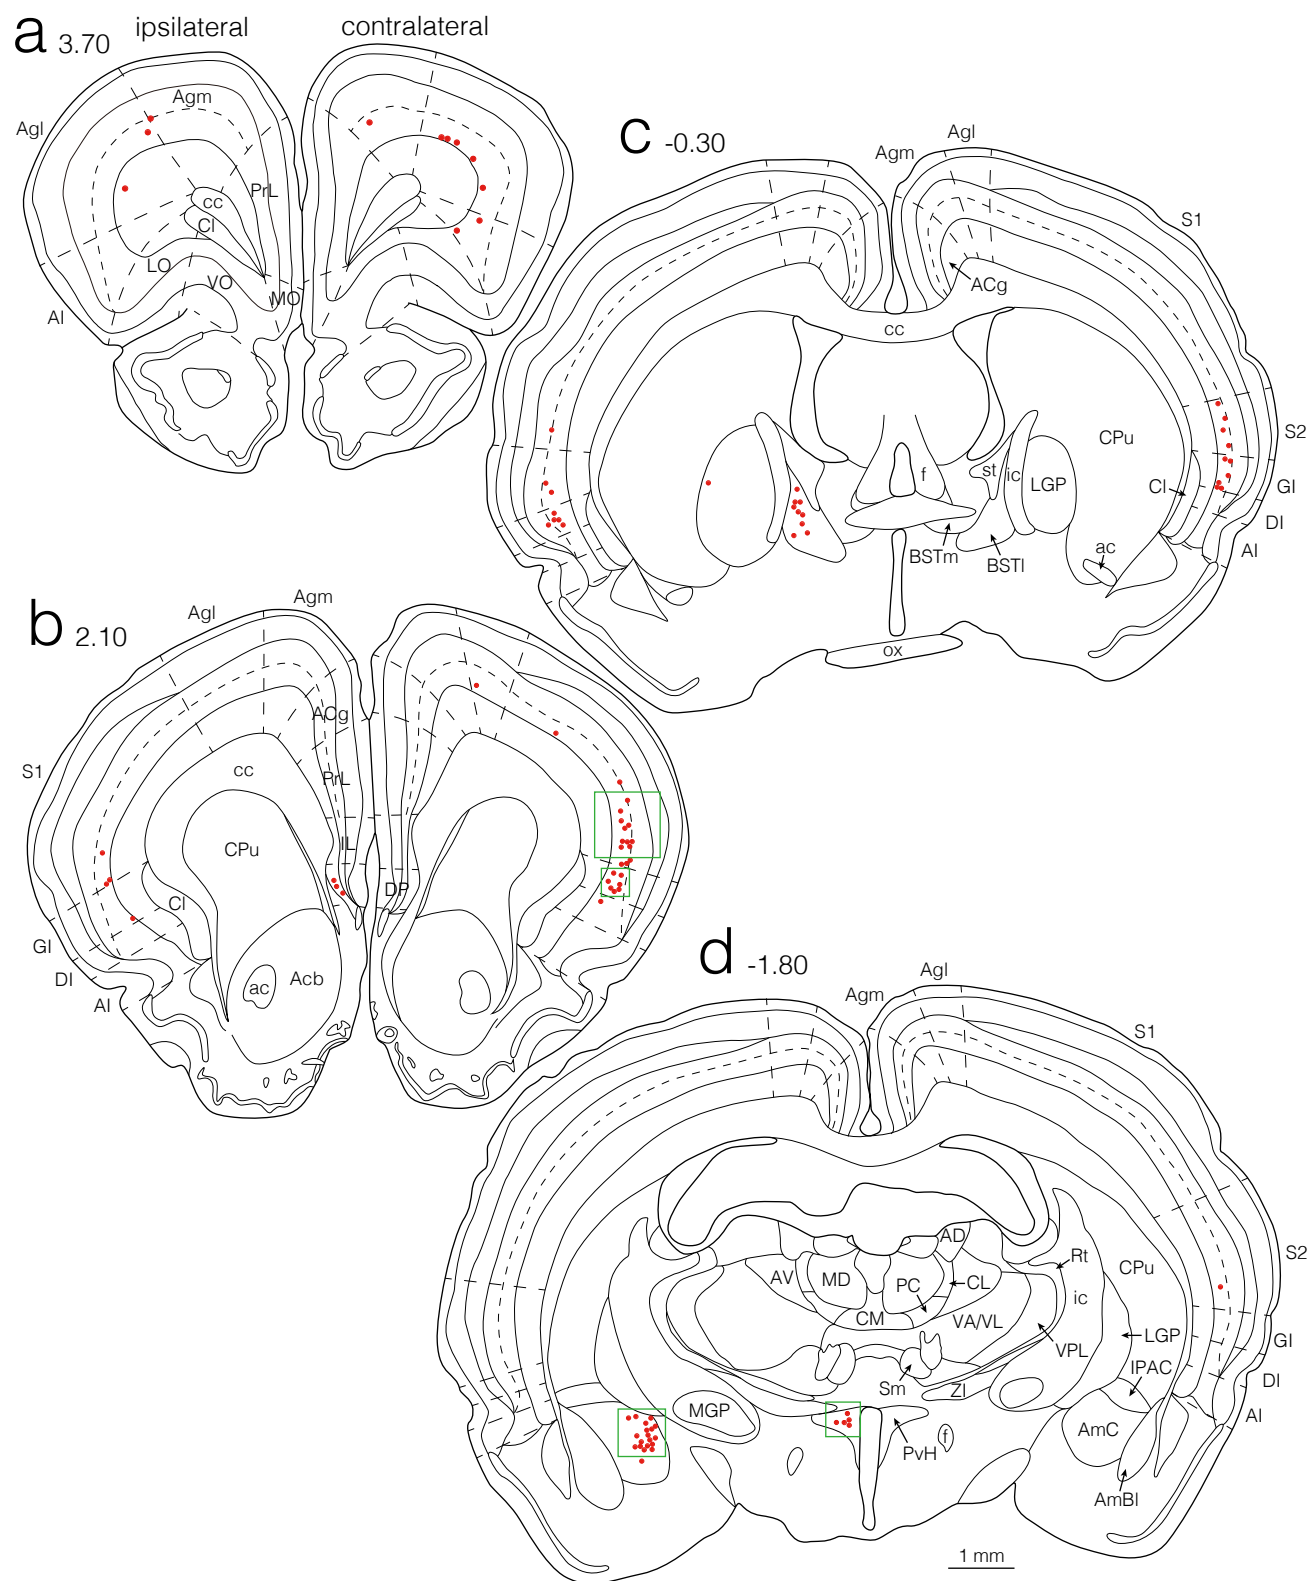 a 3.70
ipsilateral
contralateral
Agm
Agl
PrL
cc
Cl
LO
VO
MO
AI
c -0.30
Agl
Agm
S1
ACg
cc
CPu
S2
f
st
ic
LGP
Cl
GI
DI
AI
ac
BSTm
BSTl
ox
b 2.10
Agl
Agm
ACg
S1
cc
PrL
CPu
IL
DP
Cl
GI
DI
AI
ac
Acb
d -1.80
Agl
Agm
S1
AD
Rt
S2
AV
MD
PC
CL
CPu
ic
CM
VA/VL
VPL
LGP
GI
Sm
ZI
IPAC
DI
MGP
AI
PvH
f
AmC
AmBl
1 mm